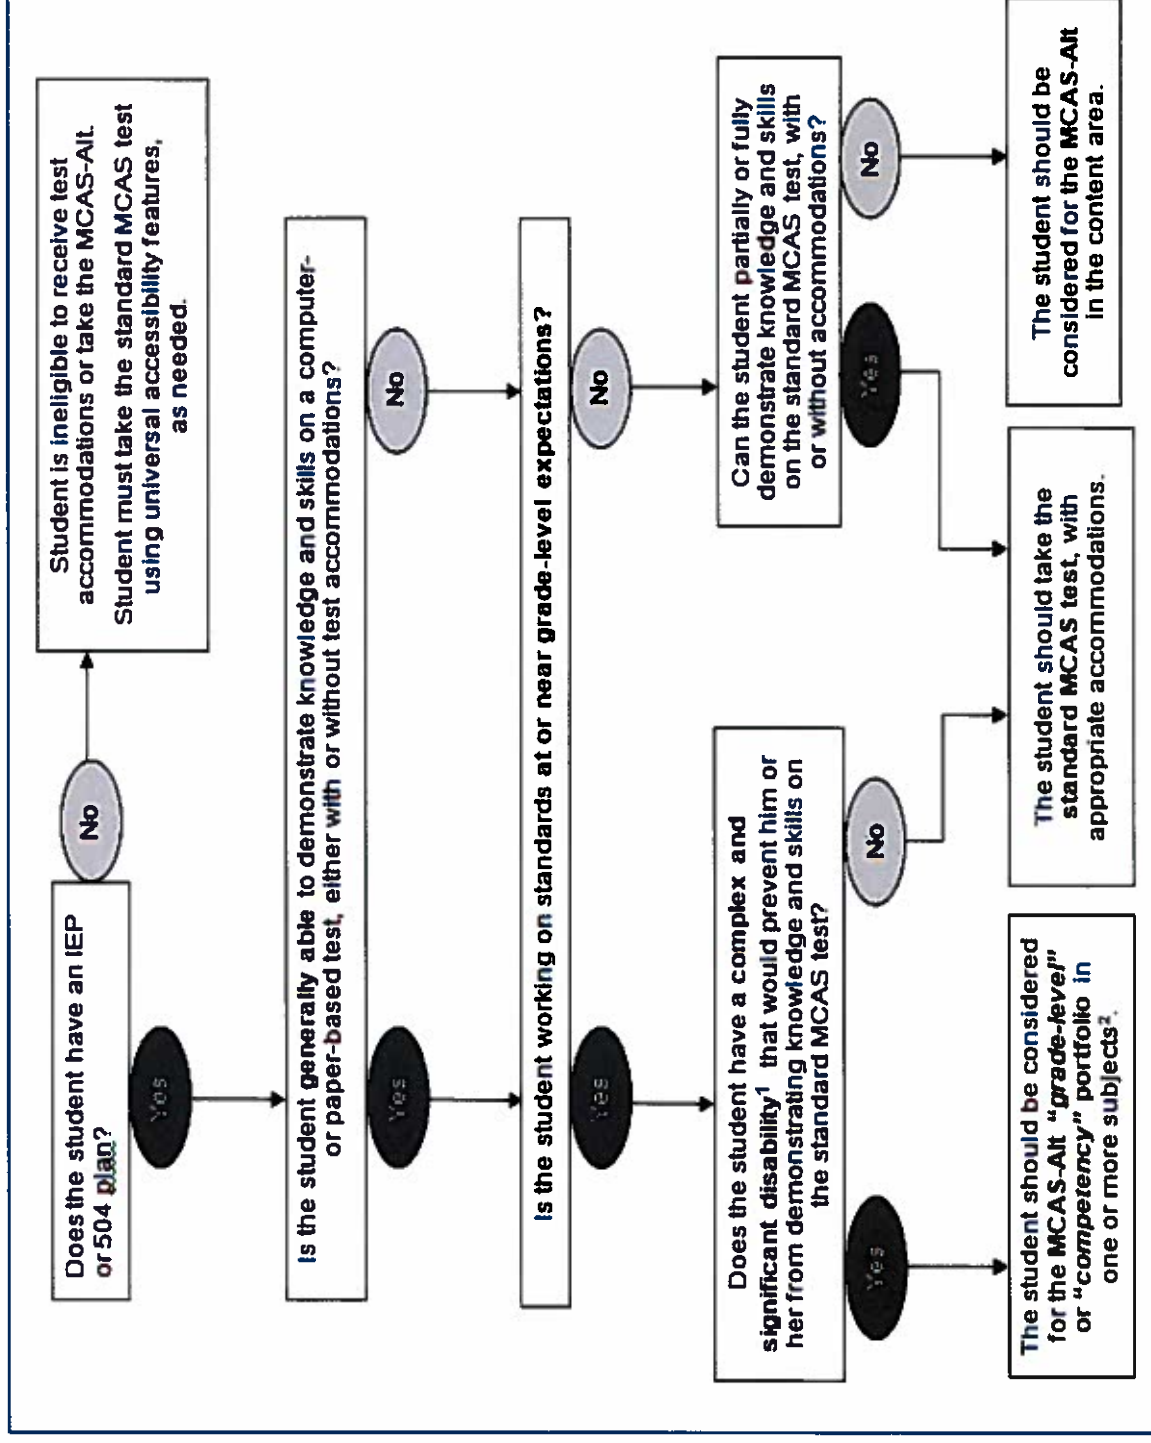 Does the student have an IEP
or 504 plan?
No
Student is ineligible to receive test
accommodations or take the MCAS-Alt.
Student must take the standard MCAS test
using universal accessibility features,
as needed.
Yes
Is the student generally able to demonstrate knowledge and skills on a computer-
or paper-based test, either with or without test accommodations?
Yes
No
Is the student working on standards at or near grade-level expectations?
Yes
No
Does the student have a complex and
significant disability¹ that would prevent him or
her from demonstrating knowledge and skills on
the standard MCAS test?
Can the student partially or fully
demonstrate knowledge and skills
on the standard MCAS test, with
or without accommodations?
Yes
No
Yes
No
The student should be considered
for the MCAS-Alt “grade-level”
or “competency” portfolio in
one or more subjects².
The student should take the
standard MCAS test, with
appropriate accommodations.
The student should be
considered for the MCAS-Alt
in the content area.